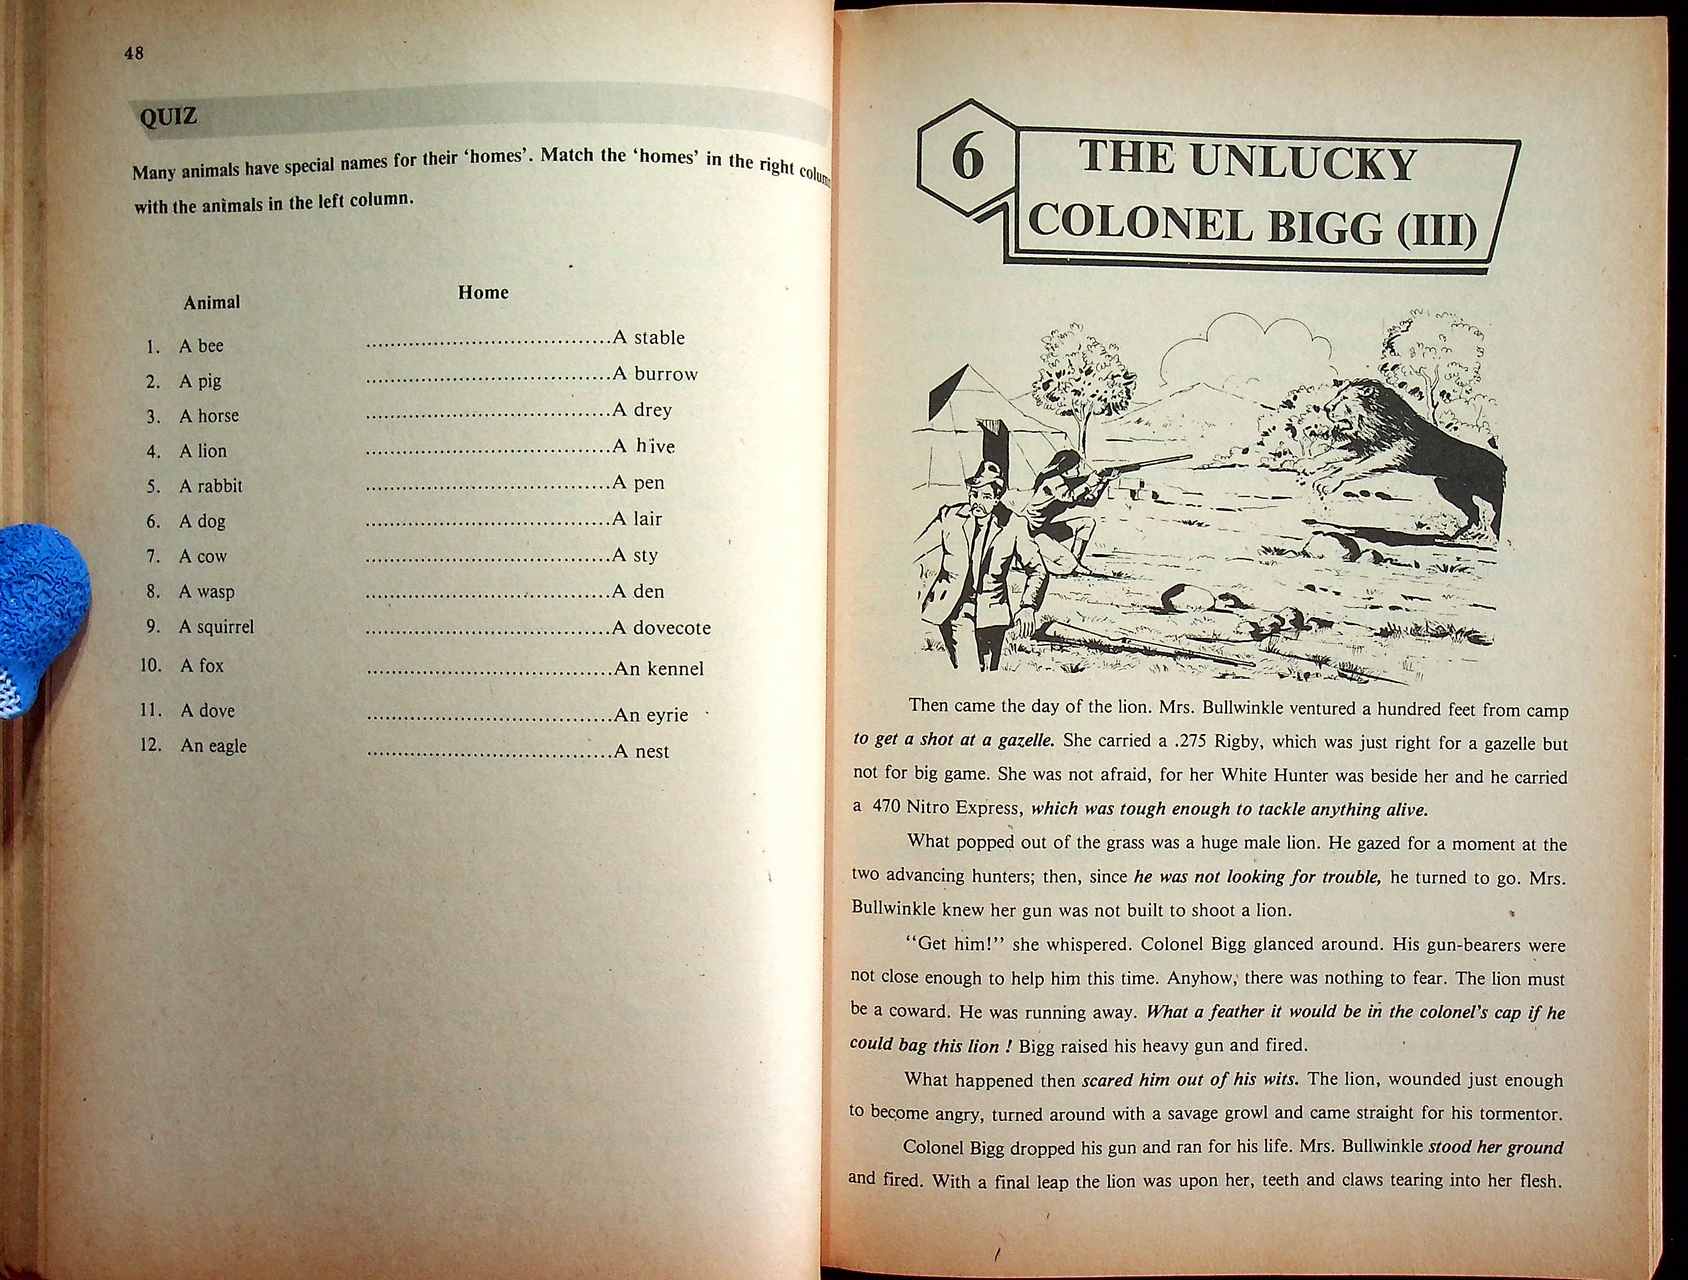 48
QUIZ
Many animals have special names for their ‘homes’. Match the ‘homes’ in the right
with the animals in the left column.
Animal Home
1. A bee ........................................A stable
2. A pig ........................................A burrow
3. A horse ........................................A drey
4. A lion ........................................A hive
5. A rabbit ........................................A pen
6. A dog ........................................A lair
7. A cow ........................................A sty
8. A wasp ........................................A den
9. A squirrel ........................................A dovecote
10. A fox ........................................An kennel
11. A dove ........................................An eyrie
12. An eagle ........................................A nest
6
THE UNLUCKY
COLONEL BIGG (III)
Then came the day of the lion. Mrs. Bullwinkle ventured a hundred feet from camp
to get a shot at a gazelle. She carried a .275 Rigby, which was just right for a gazelle but
not for big game. She was not afraid, for her White Hunter was beside her and he carried
a 470 Nitro Express, which was tough enough to tackle anything alive.
What popped out of the grass was a huge male lion. He gazed for a moment at the
two advancing hunters; then, since he was not looking for trouble, he turned to go. Mrs.
Bullwinkle knew her gun was not built to shoot a lion.
“Get him!” she whispered. Colonel Bigg glanced around. His gun-bearers were
not close enough to help him this time. Anyhow, there was nothing to fear. The lion must
be a coward. He was running away. What a feather it would be in the colonel's cap if he
could bag this lion ! Bigg raised his heavy gun and fired.
What happened then scared him out of his wits. The lion, wounded just enough
to become angry, turned around with a savage growl and came straight for his tormentor.
Colonel Bigg dropped his gun and ran for his life. Mrs. Bullwinkle stood her ground
and fired. With a final leap the lion was upon her, teeth and claws tearing into her flesh.